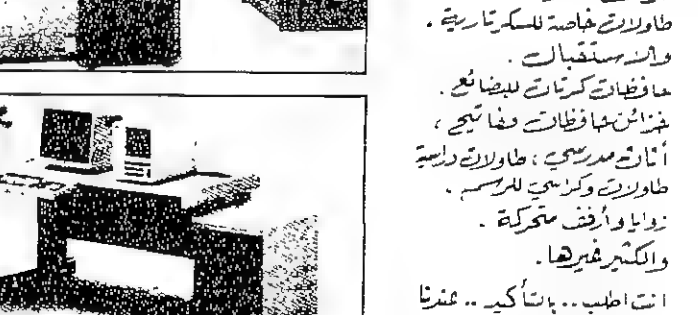 طاولات خاصة للسكرتارية .
والاستقبال .
حافظات كرتات للبضائع .
خزائن حافظات مفاتيح ،
أثاث مدرسي ، طاولات دراسية
طاولات وكراسي للرسم .
زوايا وأرفف متحركة .
والكثير غيرها .
انت اطلب .. بالتأكيد .. عندنا